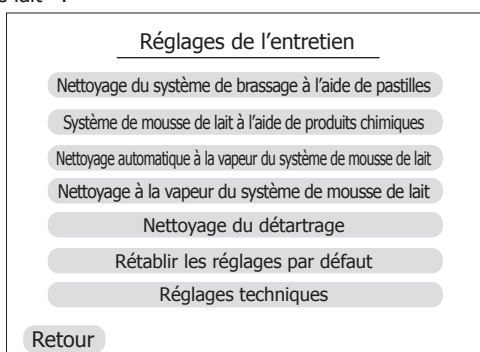 Réglages de l'entretien
Nettoyage du système de brassage à l'aide de pastilles
Système de mousse de lait à l'aide de produits chimiques
Nettoyage automatique à la vapeur du système de mousse de lait
Nettoyage à la vapeur du système de mousse de lait
Nettoyage du détartrage
Rétablir les réglages par défaut
Réglages techniques
Retour